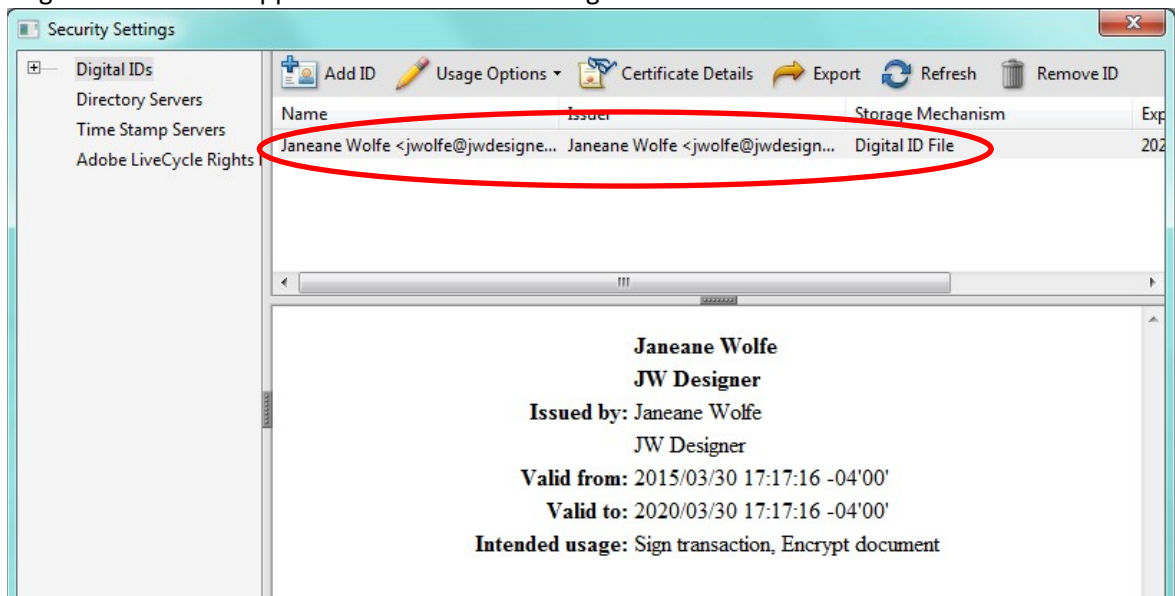 Security Settings
Digital IDs
Directory Servers
Time Stamp Servers
Adobe LiveCycle Rights
Add ID Usage Options Certificate Details Export Refresh Remove ID
Name Issuer Storage Mechanism Exp
Janeane Wolfe <jwolfe@jwdesigne... Janeane Wolfe <jwolfe@jwdesign... Digital ID File 202
Janeane Wolfe
JW Designer
Issued by: Janeane Wolfe
JW Designer
Valid from: 2015/03/30 17:17:16 -04'00'
Valid to: 2020/03/30 17:17:16 -04'00'
Intended usage: Sign transaction, Encrypt document